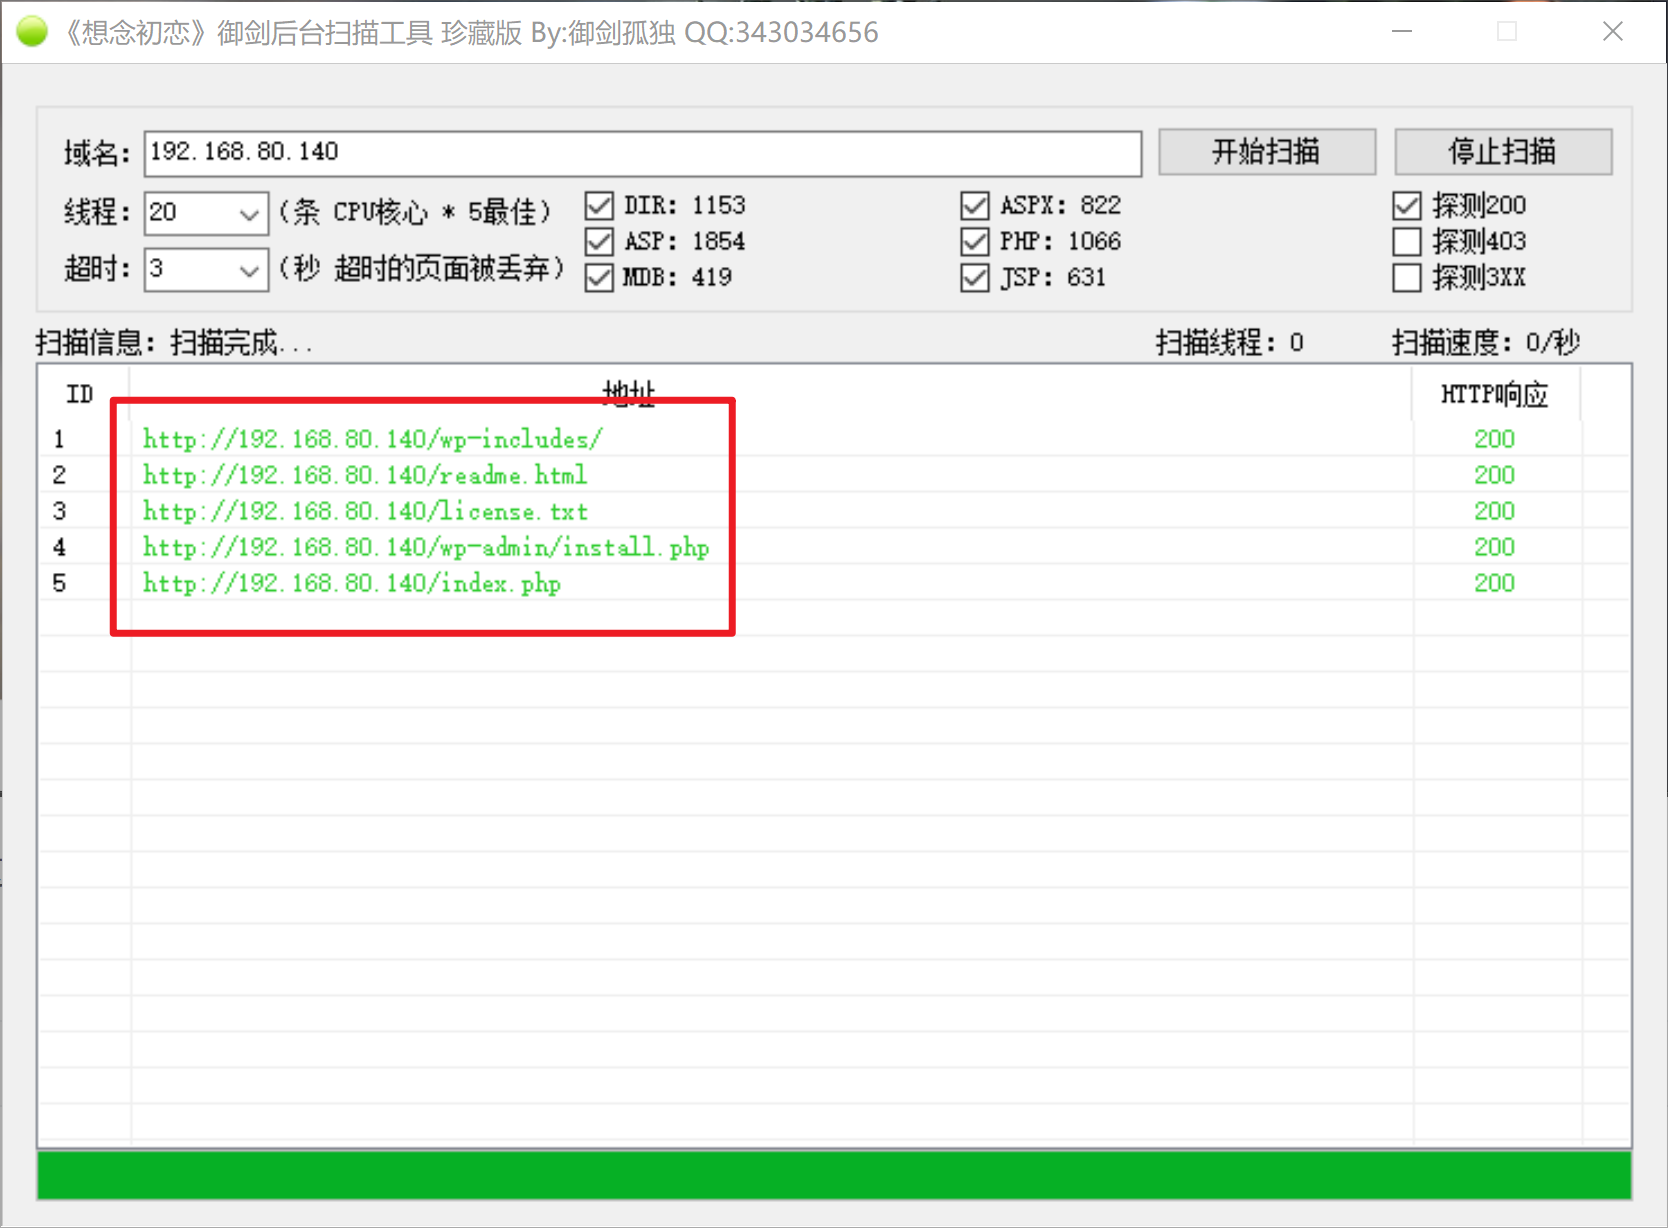 《想念初恋》御剑后台扫描工具 珍藏版 By:御剑孤独 QQ:343034656
域名: 192.168.80.140 开始扫描 停止扫描
线程: 20 (条 CPU核心 * 5最佳) DIR: 1153 ASPX: 822 探测200
ASP: 1854 PHP: 1066 探测403
超时: 3 (秒 超时的页面被丢弃) MDB: 419 JSP: 631 探测3XX
扫描信息: 扫描完成... 扫描线程: 0 扫描速度: 0/秒
ID 地址 HTTP响应
1 http://192.168.80.140/wp-includes/ 200
2 http://192.168.80.140/readme.html 200
3 http://192.168.80.140/license.txt 200
4 http://192.168.80.140/wp-admin/install.php 200
5 http://192.168.80.140/index.php 200